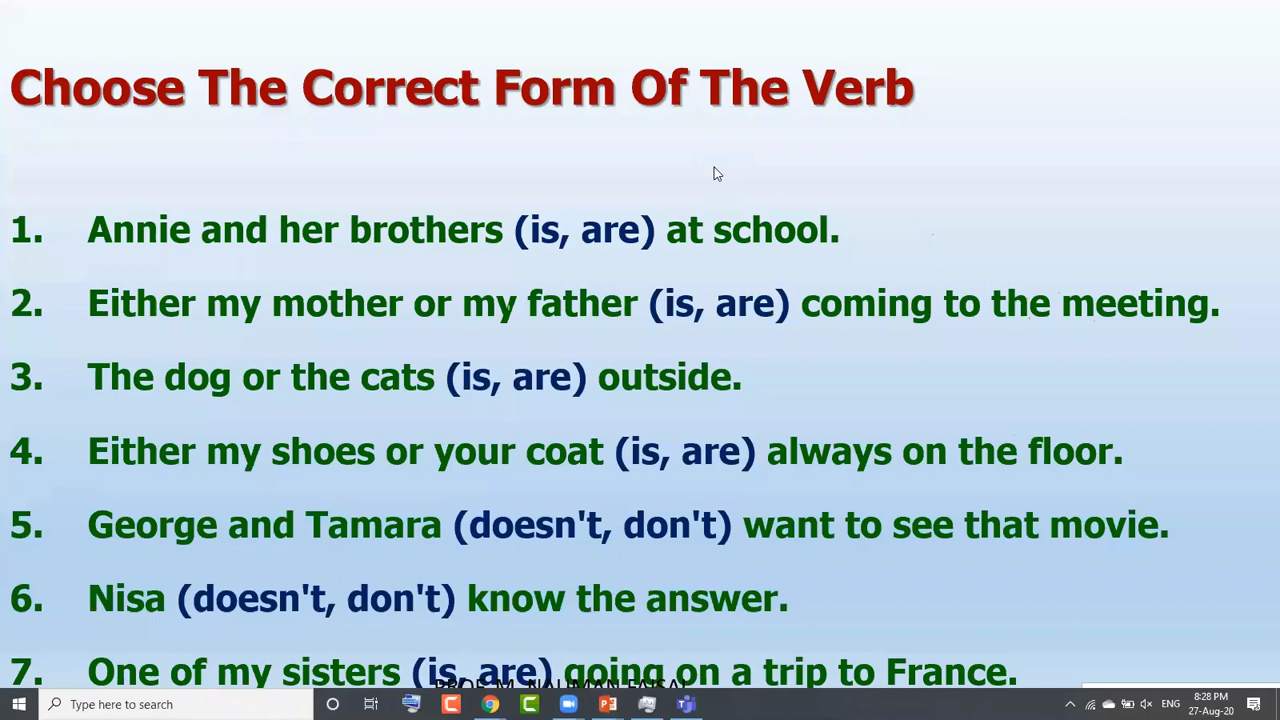 Choose The Correct Form Of The Verb
1. Annie and her brothers (is, are) at school.
2. Either my mother or my father (is, are) coming to the meeting.
3. The dog or the cats (is, are) outside.
4. Either my shoes or your coat (is, are) always on the floor.
5. George and Tamara (doesn't, don't) want to see that movie.
6. Nisa (doesn't, don't) know the answer.
7. One of my sisters (is, are) going on a trip to France.
PROF. M. NAUMAN FAISAL
Type here to search
ENG
8:28 PM
27-Aug-20